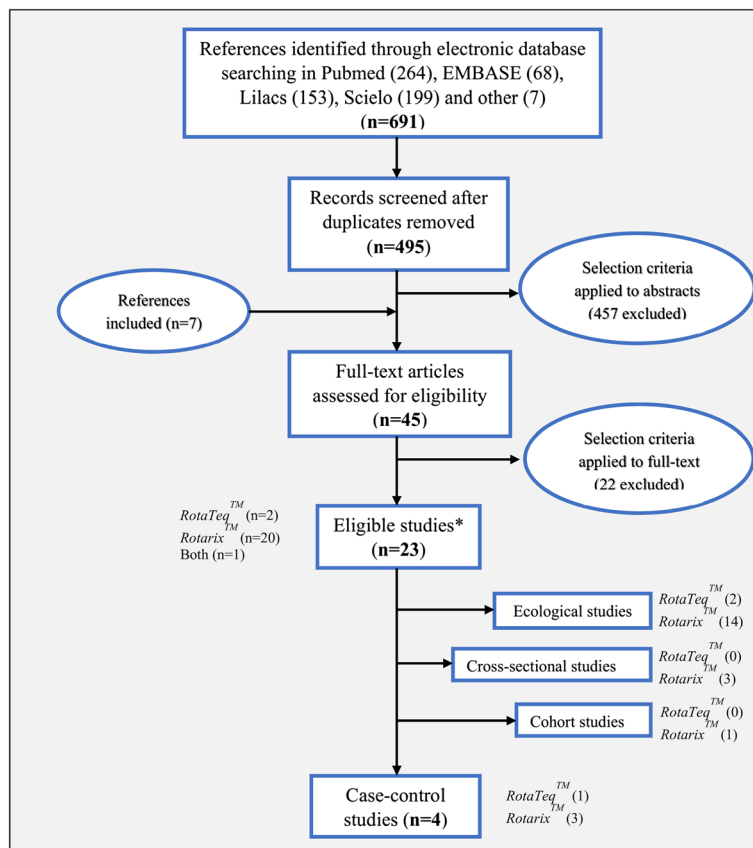 References identified through electronic database
searching in Pubmed (264), EMBASE (68),
Lilacs (153), Scielo (199) and other (7)
(n=691)
Records screened after
duplicates removed
(n=495)
Selection criteria
applied to abstracts
(457 excluded)
References
included (n=7)
Full-text articles
assessed for eligibility
(n=45)
Selection criteria
applied to full-text
(22 excluded)
RotaTeq™ (n=2)
Rotarix™ (n=20)
Both (n=1)
Eligible studies*
(n=23)
Ecological studies
RotaTeq™ (2)
Rotarix™ (14)
Cross-sectional studies
RotaTeq™ (0)
Rotarix™ (3)
Cohort studies
RotaTeq™ (0)
Rotarix™ (1)
Case-control
studies (n=4)
RotaTeq™ (1)
Rotarix™ (3)